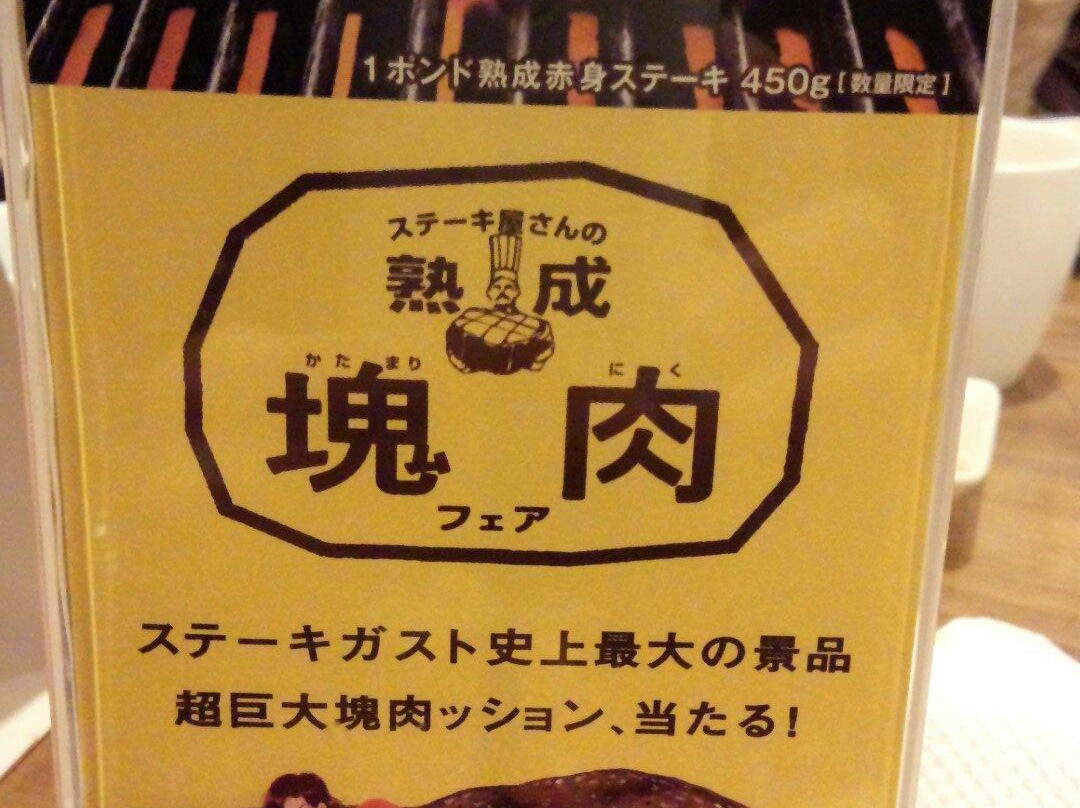 1ポンド熟成赤身ステーキ 450g[数量限定]
ステーキ屋さんの
熟成
かたまり にく
塊肉
フェア
ステーキガスト史上最大の景品
超巨大塊肉ッション、当たる!